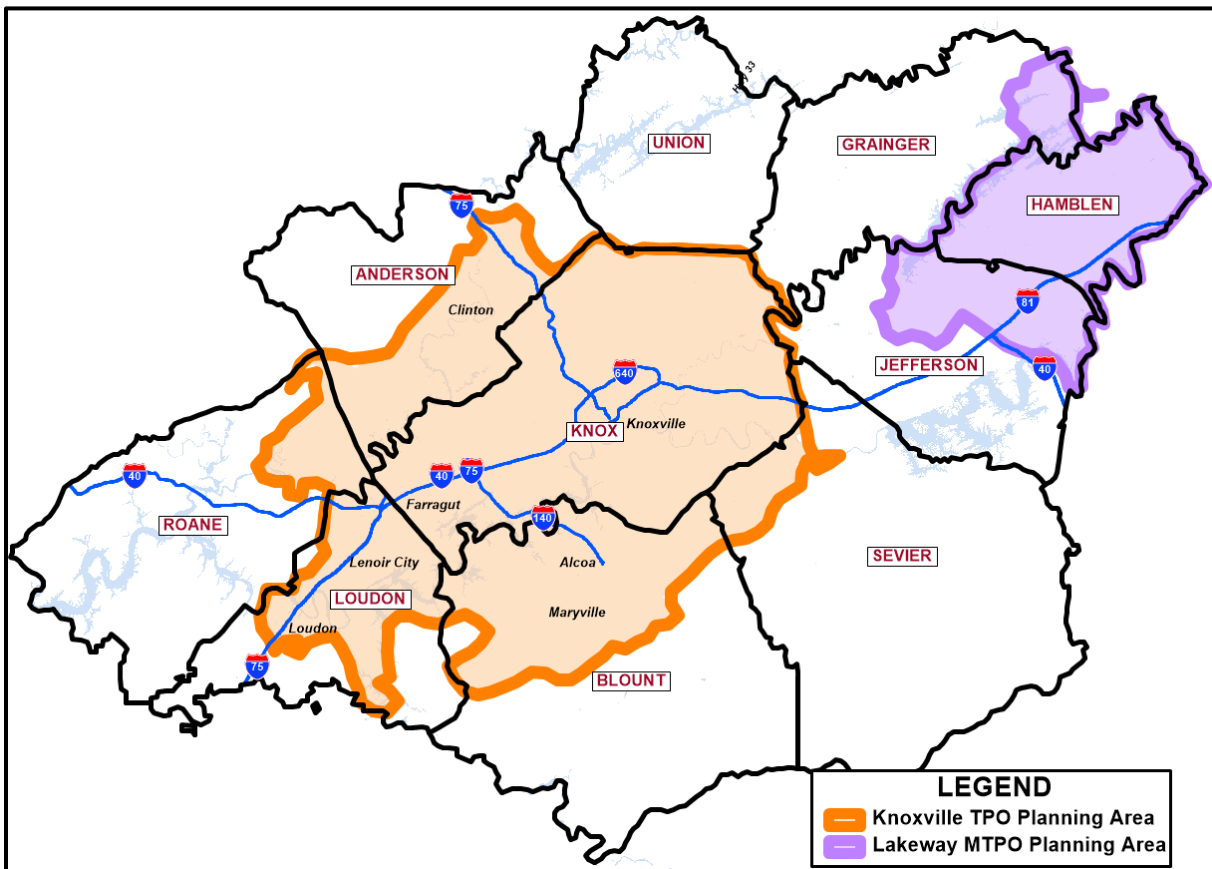 Hwy 33
UNION
GRAINGER
HAMBLEN
75
ANDERSON
Clinton
81
JEFFERSON
40
640
KNOX
Knoxville
40
75
40
Farragut
140
ROANE
SEVIER
Lenoir City
Alcoa
LOUDON
Maryville
Loudon
75
BLOUNT
LEGEND
Knoxville TPO Planning Area
Lakeway MTPO Planning Area